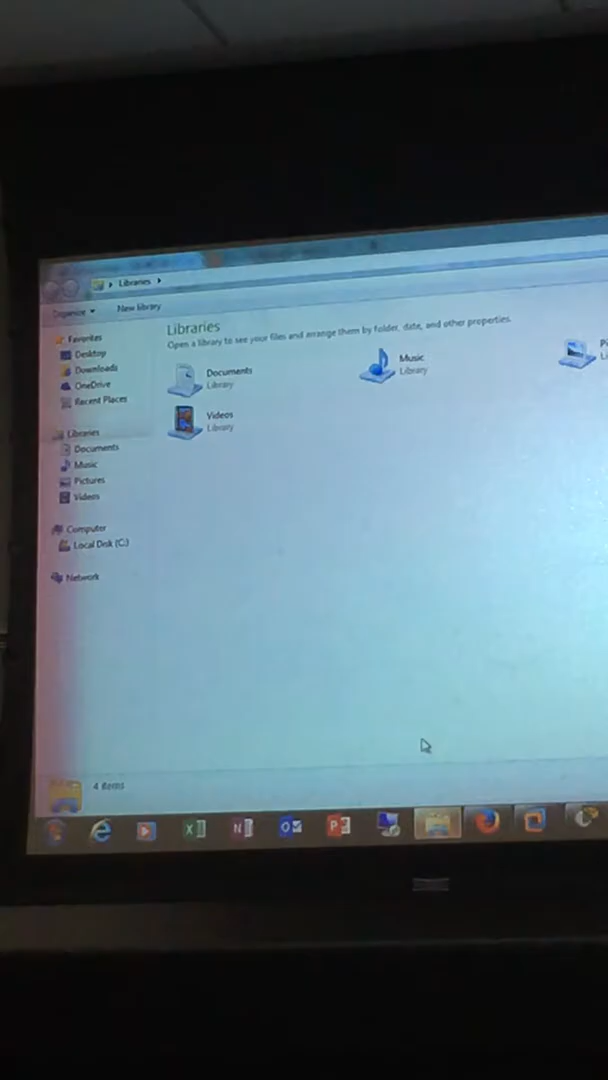 Libraries
Organize
New library
Favorites
Desktop
Downloads
OneDrive
Recent Places
Libraries
Documents
Music
Pictures
Videos
Computer
Local Disk (C:)
Network
Libraries
Open a library to see your files and arrange them by folder, date, and other properties.
Documents
Library
Music
Library
Videos
Library
4 items